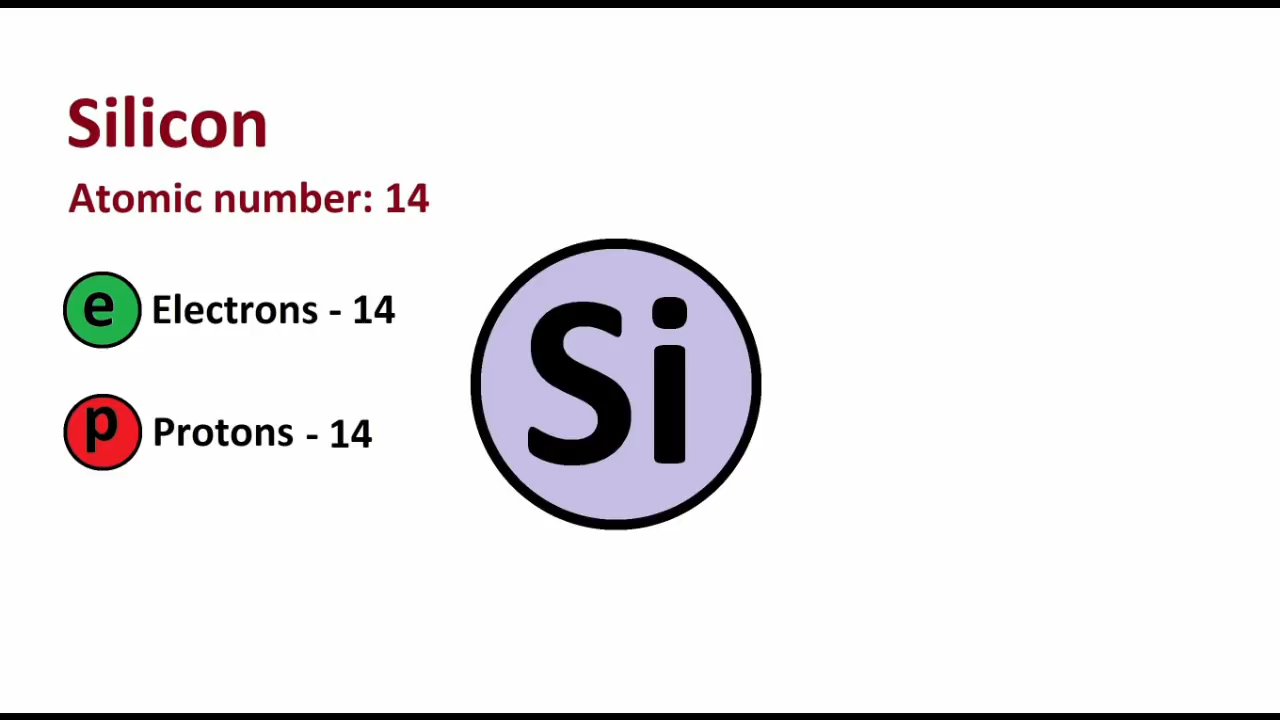 Silicon
Atomic number: 14
e Electrons - 14
p Protons - 14
Si